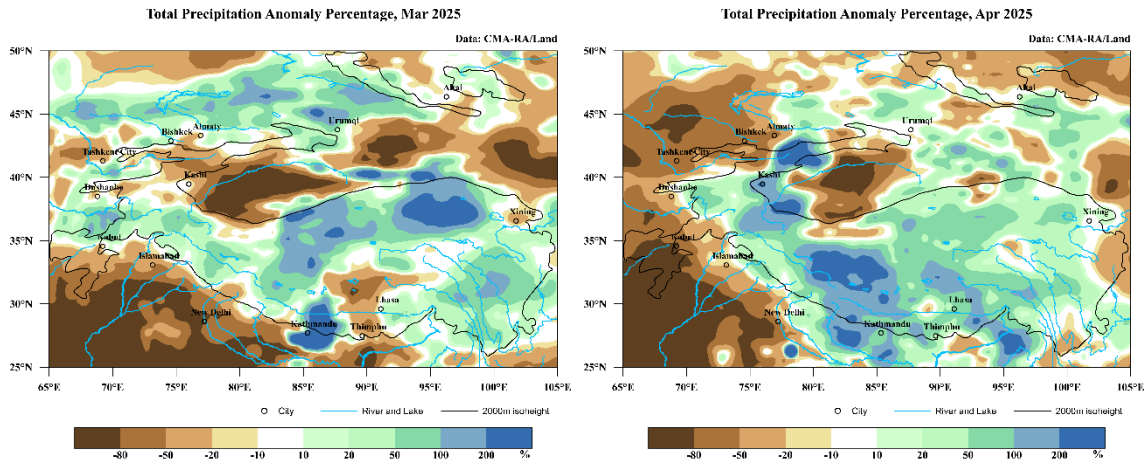 Total Precipitation Anomaly Percentage, Mar 2025
Data: CMA-RA/Land
50°N
45°N
40°N
35°N
30°N
25°N
65°E
70°E
75°E
80°E
85°E
90°E
95°E
100°E
105°E
Altai
Urumqi
Almaty
Bishkek
Tashkent City
Kashi
Dushanbe
Xining
Kabul
Islamabad
Lhasa
New Delhi
Kathmandu
Thimphu
City
River and Lake
2000m isoheight
-80
-50
-20
-10
10
20
50
100
200
%
Total Precipitation Anomaly Percentage, Apr 2025
Data: CMA-RA/Land
50°N
45°N
40°N
35°N
30°N
25°N
65°E
70°E
75°E
80°E
85°E
90°E
95°E
100°E
105°E
Altai
Urumqi
Almaty
Bishkek
Tashkent City
Kashi
Dushanbe
Xining
Kabul
Islamabad
Lhasa
New Delhi
Kathmandu
Thimphu
City
River and Lake
2000m isoheight
-80
-50
-20
-10
10
20
50
100
200
%